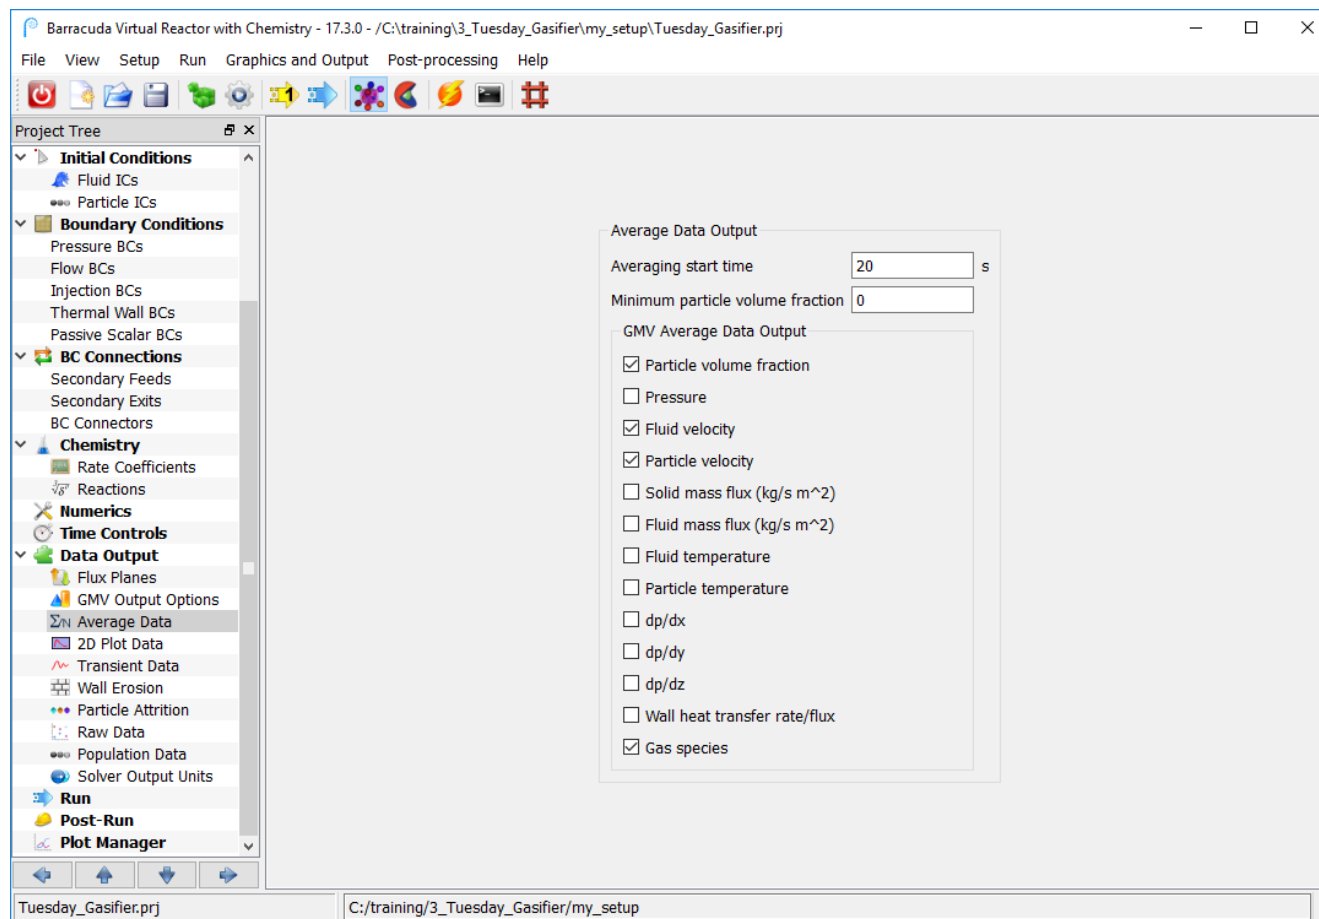 Barracuda Virtual Reactor with Chemistry - 17.3.0 - /C:\training\3_Tuesday_Gasifier\my_setup\Tuesday_Gasifier.prj
File View Setup Run Graphics and Output Post-processing Help
1
Project Tree
Initial Conditions
Fluid ICs
Particle ICs
Boundary Conditions
Pressure BCs
Flow BCs
Injection BCs
Thermal Wall BCs
Passive Scalar BCs
BC Connections
Secondary Feeds
Secondary Exits
BC Connectors
Chemistry
Rate Coefficients
Reactions
Numerics
Time Controls
Data Output
Flux Planes
GMV Output Options
Σ/N Average Data
2D Plot Data
Transient Data
Wall Erosion
Particle Attrition
Raw Data
Population Data
Solver Output Units
Run
Post-Run
Plot Manager
Average Data Output
Averaging start time 20 s
Minimum particle volume fraction 0
GMV Average Data Output
Particle volume fraction
Pressure
Fluid velocity
Particle velocity
Solid mass flux (kg/s m^2)
Fluid mass flux (kg/s m^2)
Fluid temperature
Particle temperature
dp/dx
dp/dy
dp/dz
Wall heat transfer rate/flux
Gas species
Tuesday_Gasifier.prj
C:/training/3_Tuesday_Gasifier/my_setup